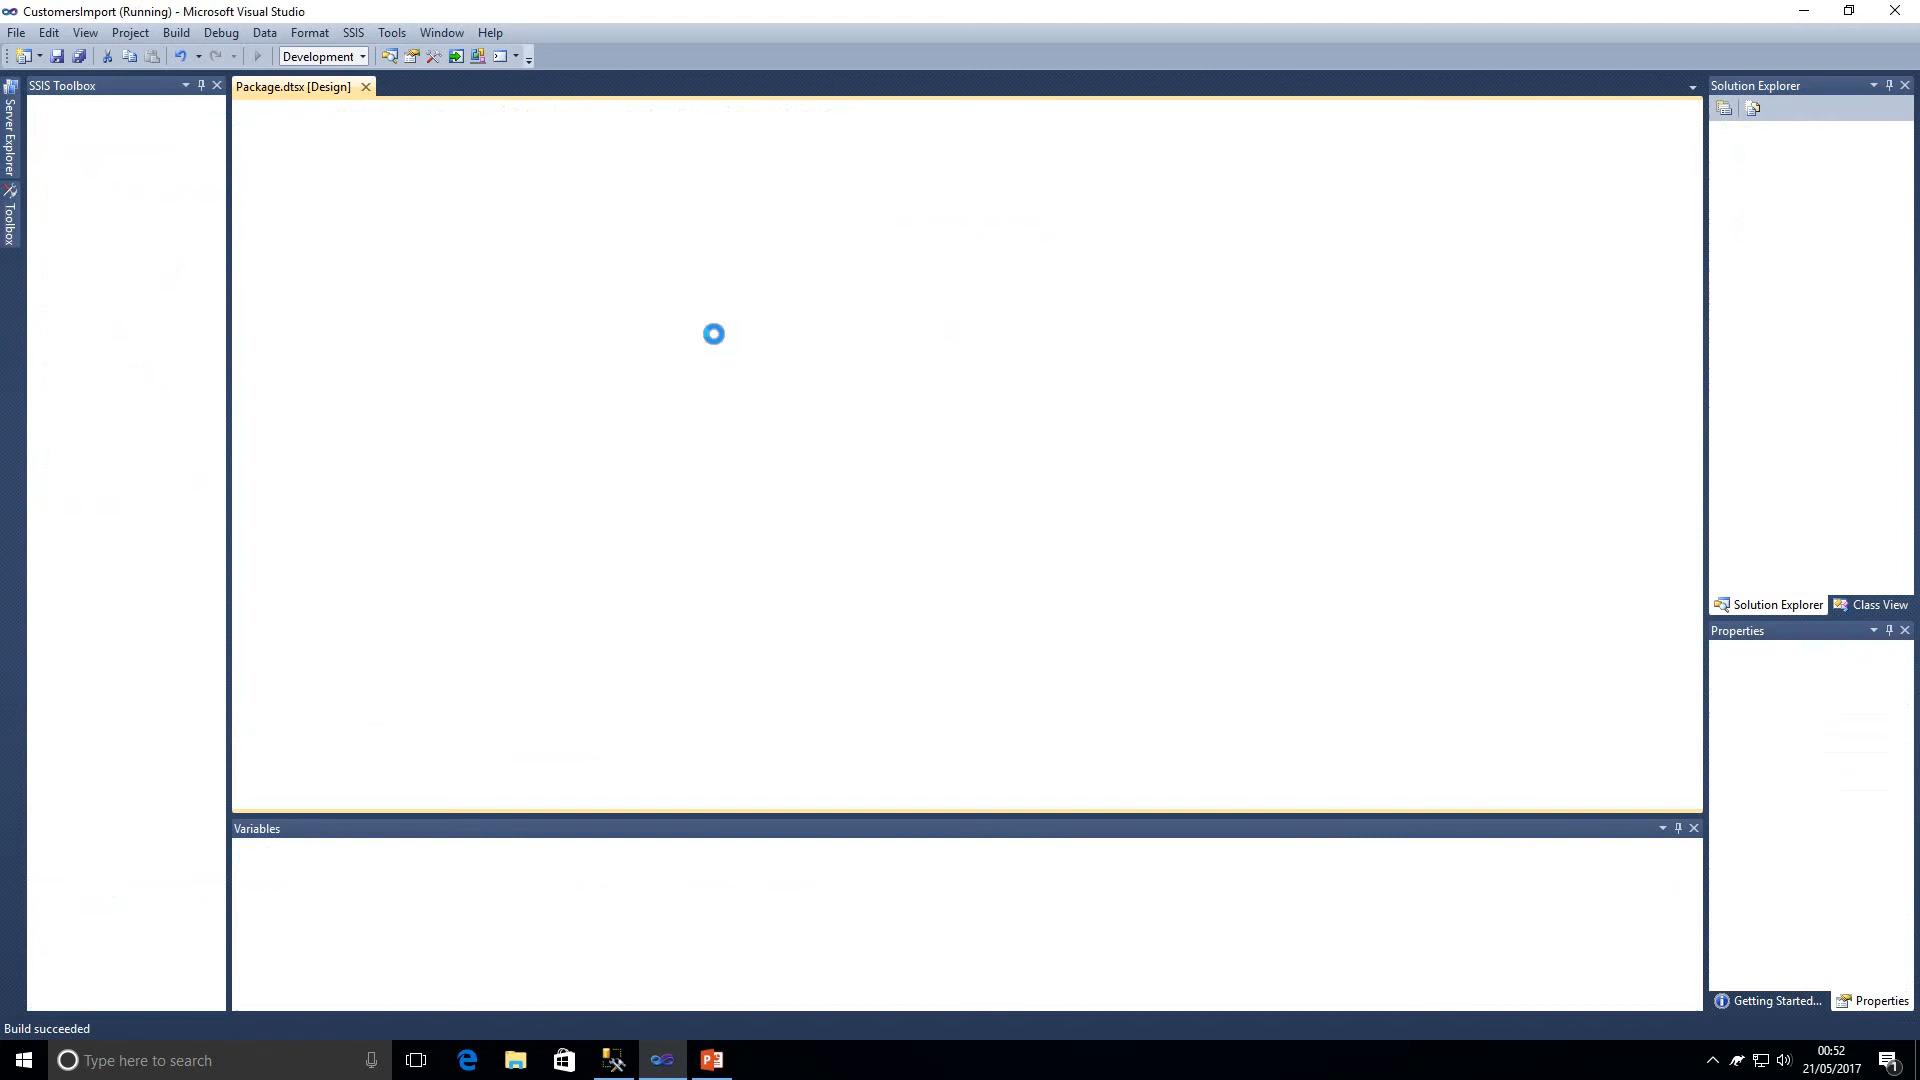 CustomersImport (Running) - Microsoft Visual Studio
File Edit View Project Build Debug Data Format SSIS Tools Window Help
Development
SSIS Toolbox
Package.dtsx [Design]
Solution Explorer
Server Explorer
Toolbox
Solution Explorer
Class View
Properties
Variables
Getting Started...
Properties
Build succeeded
Type here to search
00:52
21/05/2017
1